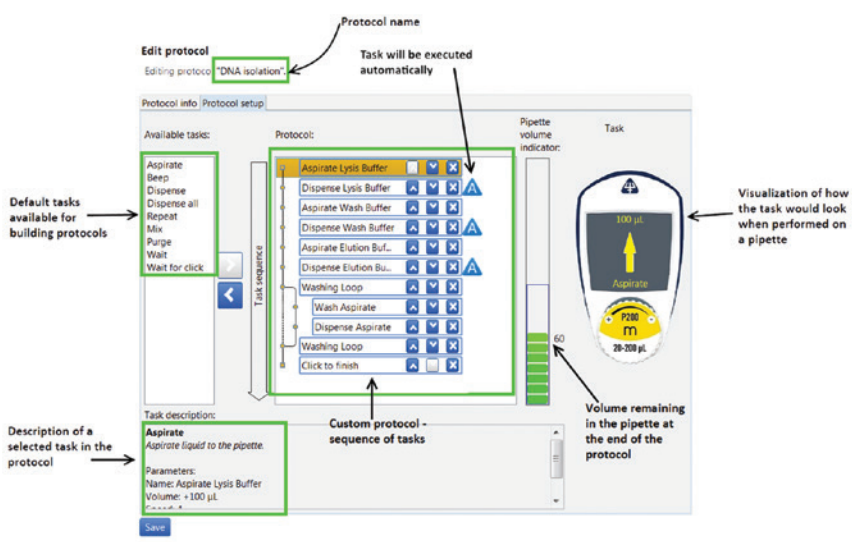 Protocol name
Edit protocol
Editing protoco "DNA isolation".
Task will be executed
automatically
Protocol info Protocol setup
Available tasks:
Protocol:
Pipette
volume
indicator:
Task
Aspirate
Beep
Dispense
Dispense all
Repeat
Mix
Purge
Wait
Wait for click
Default tasks
available for
building protocols
Task sequence
Aspirate Lysis Buffer
Dispense Lysis Buffer
A
Aspirate Wash Buffer
Dispense Wash Buffer
A
Aspirate Elution Buf...
Dispense Elution Bu...
A
Washing Loop
Wash Aspirate
Dispense Aspirate
Washing Loop
Click to finish
60
100 µL
Aspirate
P200
+ -
m
20-200 µL
Visualization of how
the task would look
when performed on
a pipette
Volume remaining
in the pipette at
the end of the
protocol
Custom protocol -
sequence of tasks
Description of a
selected task in the
protocol
Task description:
Aspirate
Aspirate liquid to the pipette.
Parameters:
Name: Aspirate Lysis Buffer
Volume: +100 µL
Save